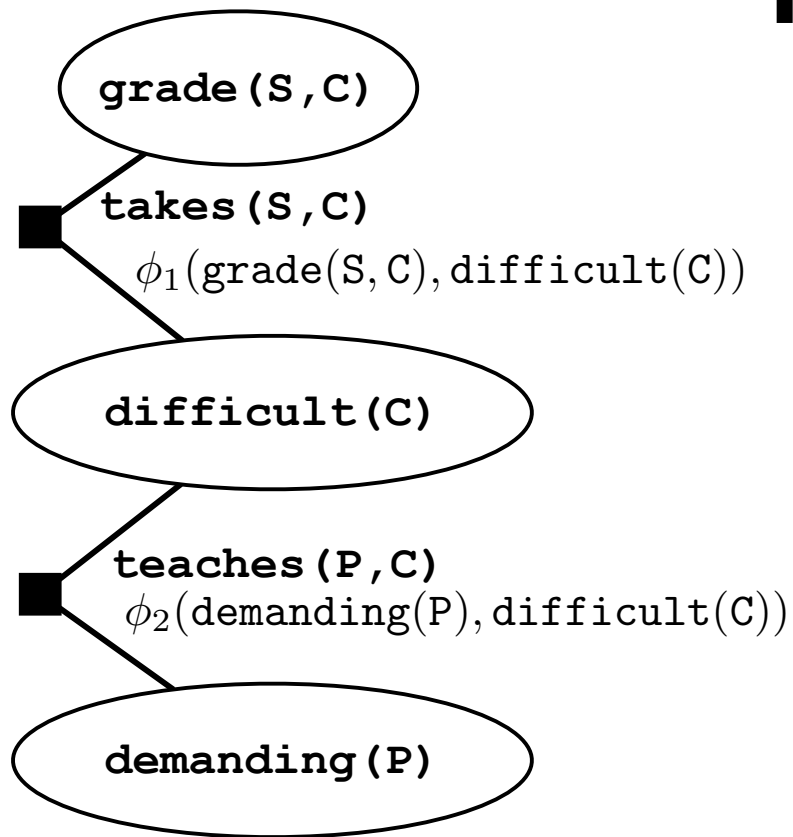 grade(S,C)
takes(S,C)
ϕ₁(grade(S, C), difficult(C))
difficult(C)
teaches(P,C)
ϕ₂(demanding(P), difficult(C))
demanding(P)